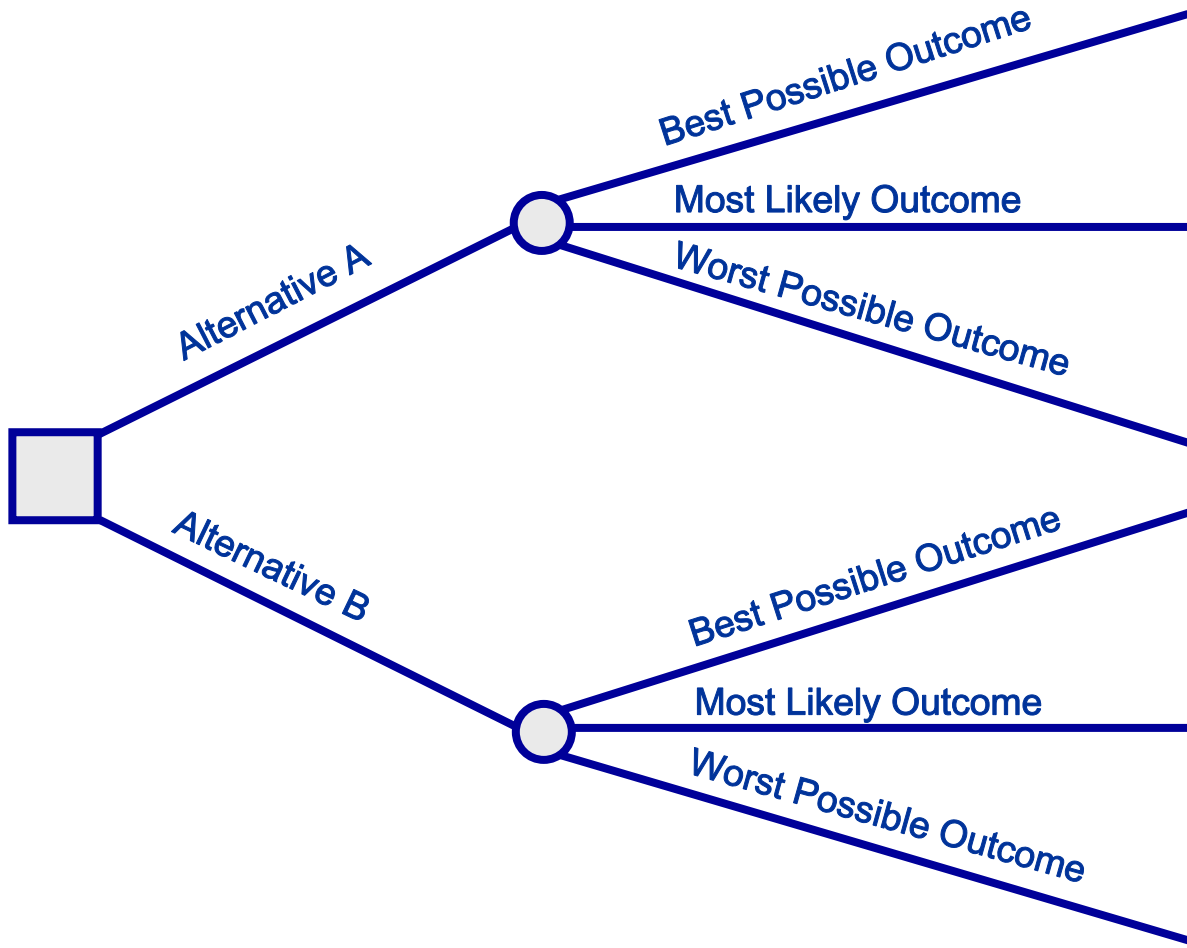 Best Possible Outcome
Most Likely Outcome
Worst Possible Outcome
Alternative A
Alternative B
Best Possible Outcome
Most Likely Outcome
Worst Possible Outcome